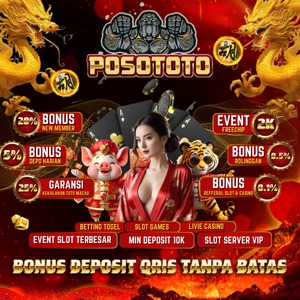 POSOTOTO
20% BONUS
NEW MEMBER
EVENT 2K
FREECHIP
5% BONUS
DEPO HARIAN
BONUS 0.5%
ROLINGGAN
25% GARANSI
KEKALAHAN TOTO MACAU
BONUS 0.1%
REFFERAL SLOT & CASINO
BETTING TOGEL
SLOT GAMES
LIVIE CASINO
EVENT SLOT TERBESAR
MIN DEPOSIT 10K
SLOT SERVER VIP
BONUS DEPOSIT QRIS TANPA BATAS